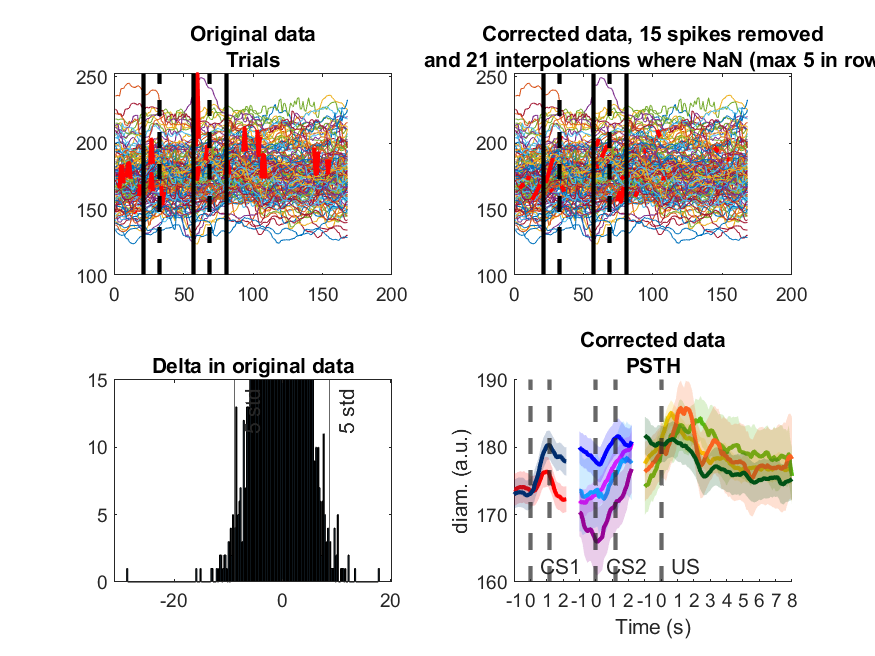 Original data
Trials
250
200
150
100
0
50
100
150
200
Corrected data, 15 spikes removed
and 21 interpolations where NaN (max 5 in row
250
200
150
100
0
50
100
150
200
Delta in original data
15
10
5
0
-20
0
20
5 std
5 std
Corrected data
PSTH
190
180
170
160
diam. (a.u.)
CS1
CS2
US
-1 0 1 2 -1 0 1 2 -1 0 1 2 3 4 5 6 7 8
Time (s)